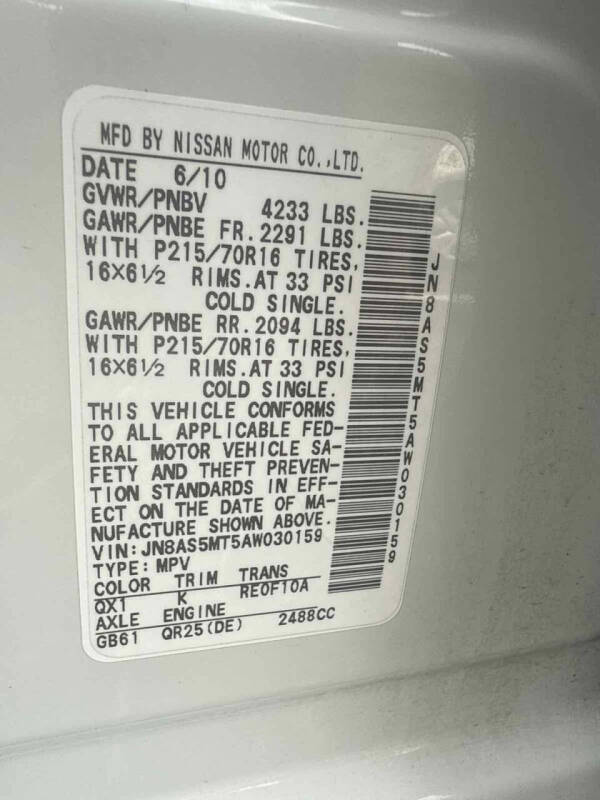 MFD BY NISSAN MOTOR CO.,LTD.
DATE 6/10
GVWR/PNBV 4233 LBS.
GAWR/PNBE FR. 2291 LBS.
WITH P215/70R16 TIRES,
16×6½ RIMS. AT 33 PSI
COLD SINGLE.
GAWR/PNBE RR. 2094 LBS.
WITH P215/70R16 TIRES,
16×6½ RIMS. AT 33 PSI
COLD SINGLE.
THIS VEHICLE CONFORMS
TO ALL APPLICABLE FED-
ERAL MOTOR VEHICLE SA-
FETY AND THEFT PREVEN-
TION STANDARDS IN EFF-
ECT ON THE DATE OF MA-
NUFACTURE SHOWN ABOVE.
VIN: JN8AS5MT5AW030159
TYPE: MPV
COLOR TRIM TRANS
QX1 K RE0F10A
AXLE ENGINE
GB61 QR25(DE) 2488CC
JN8AS5MT5AW030159